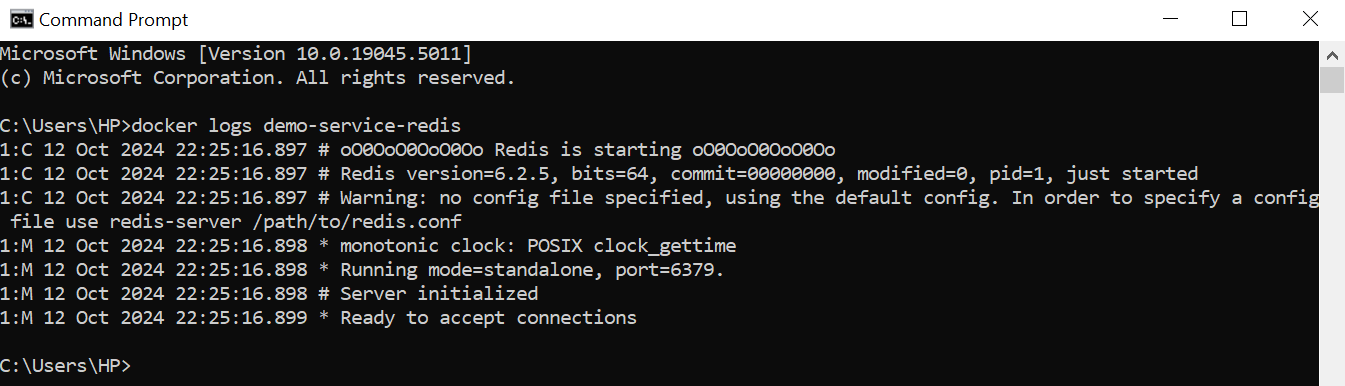 Command Prompt
Microsoft Windows [Version 10.0.19045.5011]
(c) Microsoft Corporation. All rights reserved.
C:\Users\HP>docker logs demo-service-redis
1:C 12 Oct 2024 22:25:16.897 # oO0OoO0OoO0Oo Redis is starting oO0OoO0OoO0Oo
1:C 12 Oct 2024 22:25:16.897 # Redis version=6.2.5, bits=64, commit=00000000, modified=0, pid=1, just started
1:C 12 Oct 2024 22:25:16.897 # Warning: no config file specified, using the default config. In order to specify a config
 file use redis-server /path/to/redis.conf
1:M 12 Oct 2024 22:25:16.898 * monotonic clock: POSIX clock_gettime
1:M 12 Oct 2024 22:25:16.898 * Running mode=standalone, port=6379.
1:M 12 Oct 2024 22:25:16.898 # Server initialized
1:M 12 Oct 2024 22:25:16.899 * Ready to accept connections
C:\Users\HP>